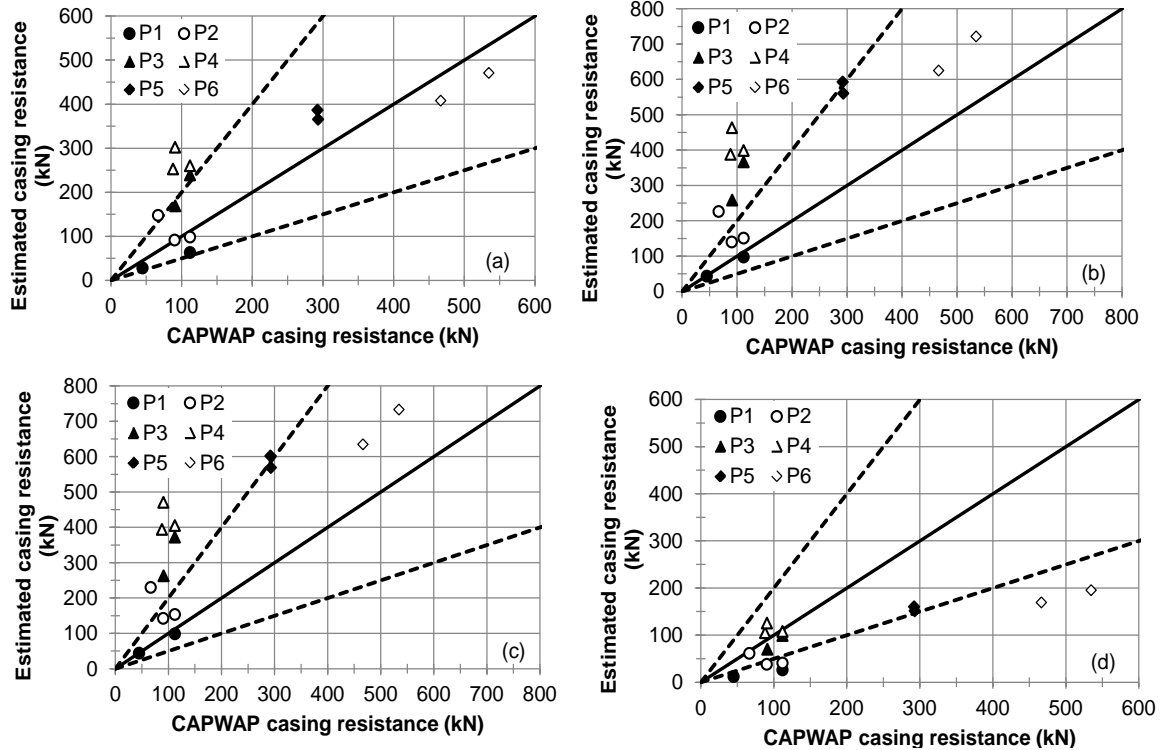 600
500
400
300
200
100
0
Estimated casing resistance
(kN)
P1 P2
P3 P4
P5 P6
(a)
0 100 200 300 400 500 600
CAPWAP casing resistance (kN)
800
700
600
500
400
300
200
100
0
Estimated casing resistance
(kN)
P1 P2
P3 P4
P5 P6
(b)
0 100 200 300 400 500 600 700 800
CAPWAP casing resistance (kN)
800
700
600
500
400
300
200
100
0
Estimated casing resistance
(kN)
P1 P2
P3 P4
P5 P6
(c)
0 100 200 300 400 500 600 700 800
CAPWAP casing resistance (kN)
600
500
400
300
200
100
0
Estimated casing resistance
(kN)
P1 P2
P3 P4
P5 P6
(d)
0 100 200 300 400 500 600
CAPWAP casing resistance (kN)